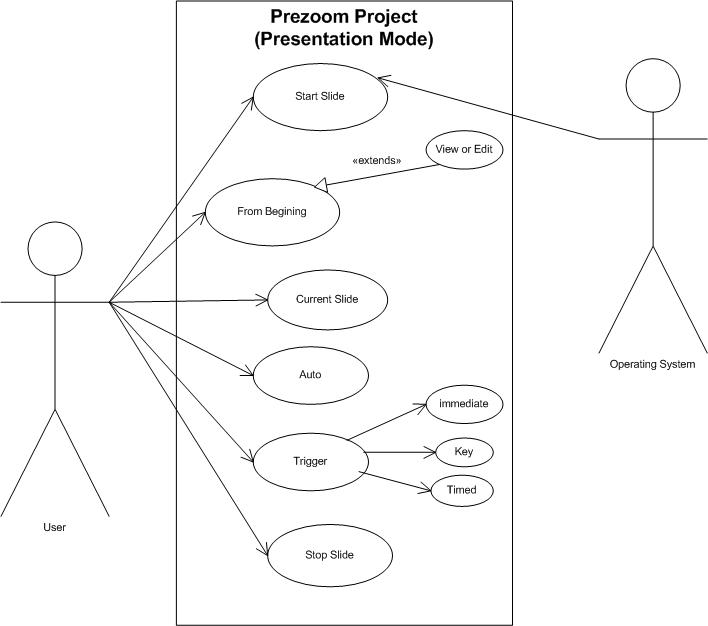 Prezoom Project
(Presentation Mode)
Start Slide
View or Edit
«extends»
From Begining
Current Slide
Operating System
Auto
immediate
Key
Trigger
Timed
User
Stop Slide